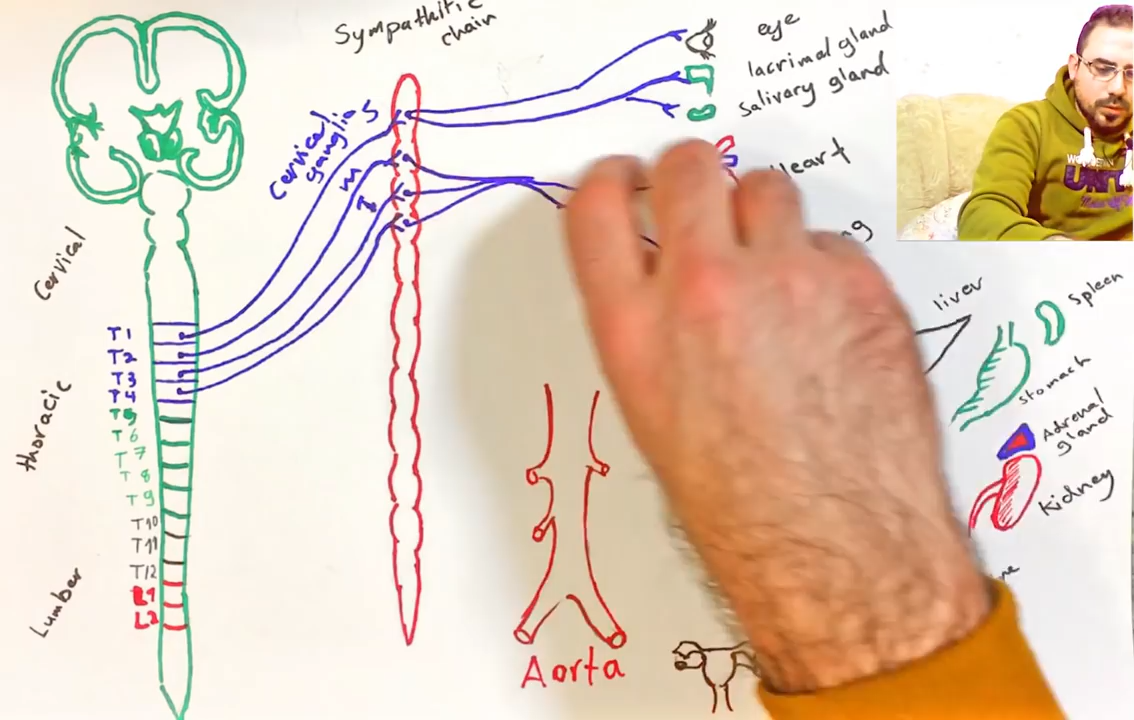 Sympathitic
chain
eye
lacrimal gland
Salivary gland
Heart
Cervical
ganglia
S
m
Cervical
thoracic
Lumber
T1
T2
T3
T4
T5
T6
T7
T8
T9
T10
T11
T12
L1
L2
liver
Spleen
stomach
Adrenal
gland
Kidney
Aorta